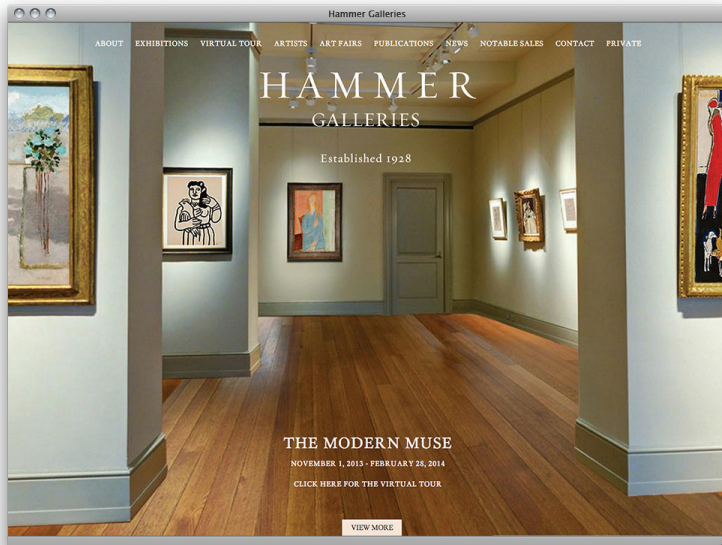 Hammer Galleries
ABOUT EXHIBITIONS VIRTUAL TOUR ARTISTS ART FAIRS PUBLICATIONS NEWS NOTABLE SALES CONTACT PRIVATE
HAMMER
GALLERIES
Established 1928
THE MODERN MUSE
NOVEMBER 1, 2013 - FEBRUARY 28, 2014
CLICK HERE FOR THE VIRTUAL TOUR
VIEW MORE